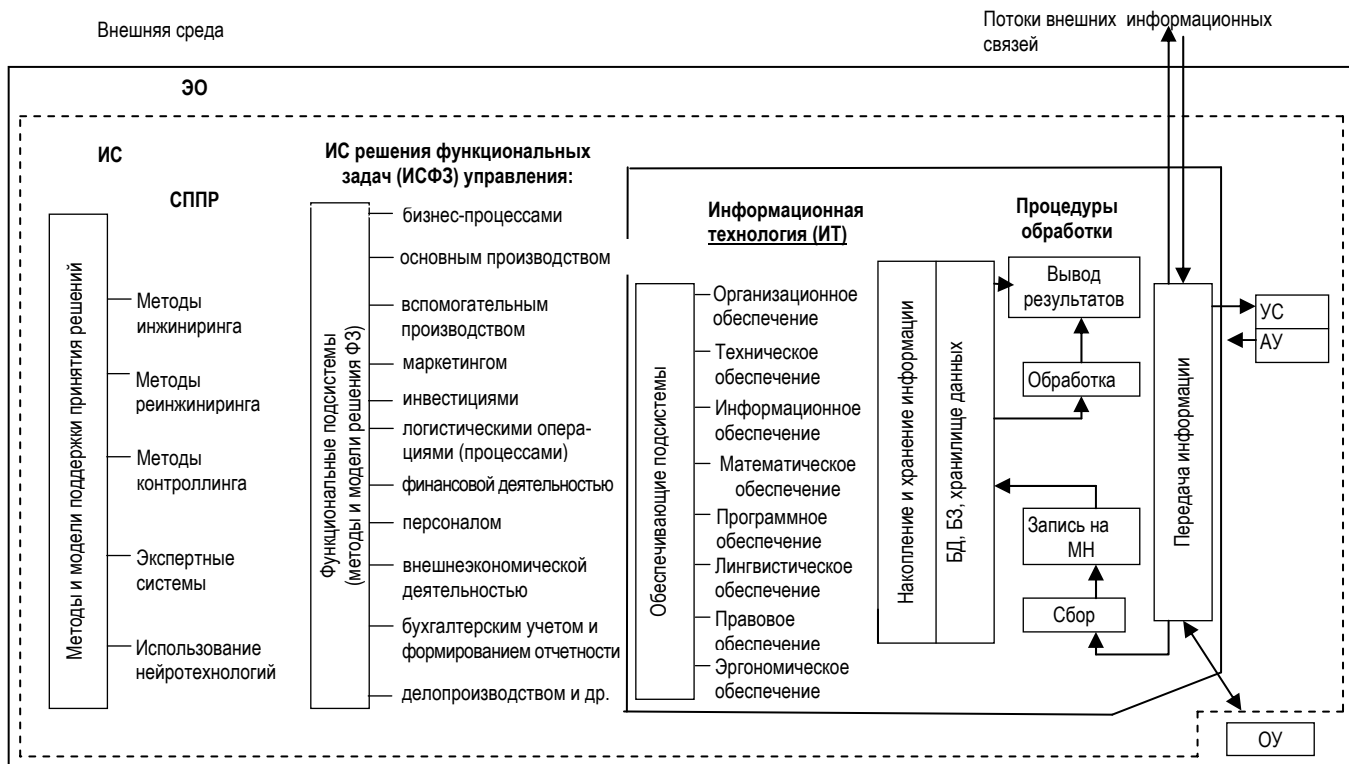 Внешняя среда
Потоки внешних информационных
связей
ЭО
ИС
СППР
Методы и модели поддержки принятия решений
Методы
инжиниринга
Методы
реинжиниринга
Методы
контроллинга
Экспертные
системы
Использование
нейротехнологий
ИС решения функциональных
задач (ИСФЗ) управления:
Функциональные подсистемы
(методы и модели решения ФЗ)
бизнес-процессами
основным производством
вспомогательным
производством
маркетингом
инвестициями
логистическими опера-
циями (процессами)
финансовой деятельностью
персоналом
внешнеэкономической
деятельностью
бухгалтерским учетом и
формированием отчетности
делопроизводством и др.
Информационная
технология (ИТ)
Обеспечивающие подсистемы
Организационное
обеспечение
Техническое
обеспечение
Информационное
обеспечение
Математическое
обеспечение
Программное
обеспечение
Лингвистическое
обеспечение
Правовое
обеспечение
Эргономическое
обеспечение
Накопление и хранение информации
БД, БЗ, хранилище данных
Процедуры
обработки
Вывод
результатов
Обработка
Запись на
МН
Сбор
Передача информации
УС
АУ
ОУ